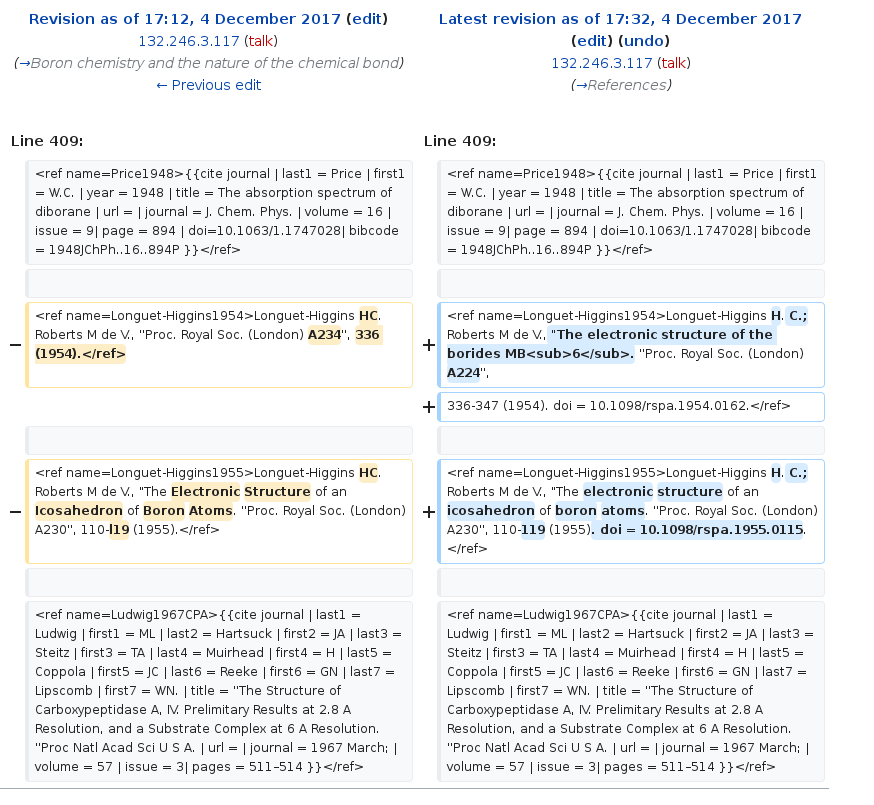 Revision as of 17:12, 4 December 2017 (edit)
132.246.3.117 (talk)
(→Boron chemistry and the nature of the chemical bond)
← Previous edit
Latest revision as of 17:32, 4 December 2017
(edit) (undo)
132.246.3.117 (talk)
(→References)
Line 409:
Line 409:
<ref name=Price1948>{{cite journal | last1 = Price | first1
= W.C. | year = 1948 | title = The absorption spectrum of
diborane | url = | journal = J. Chem. Phys. | volume = 16 |
issue = 9| page = 894 | doi=10.1063/1.1747028| bibcode
= 1948JChPh..16..894P }}</ref>
<ref name=Price1948>{{cite journal | last1 = Price | first1
= W.C. | year = 1948 | title = The absorption spectrum of
diborane | url = | journal = J. Chem. Phys. | volume = 16 |
issue = 9| page = 894 | doi=10.1063/1.1747028| bibcode
= 1948JChPh..16..894P }}</ref>
−
<ref name=Longuet-Higgins1954>Longuet-Higgins HC.
Roberts M de V., ''Proc. Royal Soc. (London) A234'', 336
(1954).</ref>
+
<ref name=Longuet-Higgins1954>Longuet-Higgins H. C.;
Roberts M de V., "The electronic structure of the
borides MB<sub>6</sub>. ''Proc. Royal Soc. (London)
A224'',
+
336-347 (1954). doi = 10.1098/rspa.1954.0162.</ref>
−
<ref name=Longuet-Higgins1955>Longuet-Higgins HC.
Roberts M de V., "The Electronic Structure of an
Icosahedron of Boron Atoms. ''Proc. Royal Soc. (London)
A230'', 110-l19 (1955).</ref>
+
<ref name=Longuet-Higgins1955>Longuet-Higgins H. C.;
Roberts M de V., "The electronic structure of an
icosahedron of boron atoms. ''Proc. Royal Soc. (London)
A230'', 110-119 (1955). doi = 10.1098/rspa.1955.0115.
</ref>
<ref name=Ludwig1967CPA>{{cite journal | last1 =
Ludwig | first1 = ML | last2 = Hartsuck | first2 = JA | last3 =
Steitz | first3 = TA | last4 = Muirhead | first4 = H | last5 =
Coppola | first5 = JC | last6 = Reeke | first6 = GN | last7 =
Lipscomb | first7 = WN. | title = "The Structure of
Carboxypeptidase A, IV. Prelimitary Results at 2.8 A
Resolution, and a Substrate Complex at 6 A Resolution.
''Proc Natl Acad Sci U S A. | url = | journal = 1967 March; |
volume = 57 | issue = 3| pages = 511–514 }}</ref>
<ref name=Ludwig1967CPA>{{cite journal | last1 =
Ludwig | first1 = ML | last2 = Hartsuck | first2 = JA | last3 =
Steitz | first3 = TA | last4 = Muirhead | first4 = H | last5 =
Coppola | first5 = JC | last6 = Reeke | first6 = GN | last7 =
Lipscomb | first7 = WN. | title = "The Structure of
Carboxypeptidase A, IV. Prelimitary Results at 2.8 A
Resolution, and a Substrate Complex at 6 A Resolution.
''Proc Natl Acad Sci U S A. | url = | journal = 1967 March; |
volume = 57 | issue = 3| pages = 511–514 }}</ref>